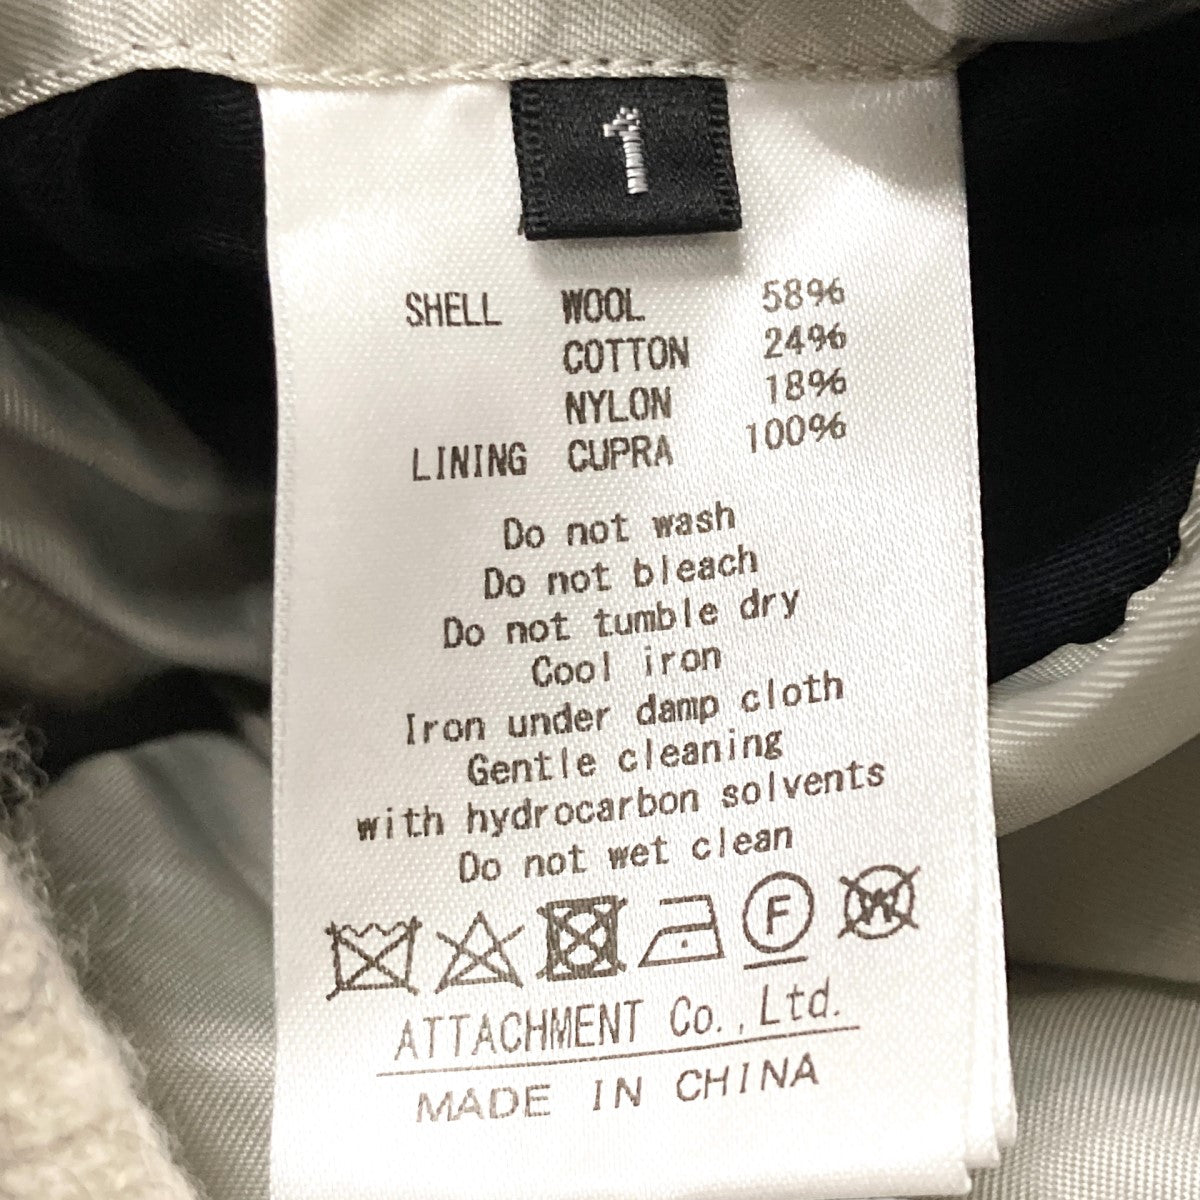 1
SHELL WOOL 58%
COTTON 24%
NYLON 18%
LINING CUPRA 100%
Do not wash
Do not bleach
Do not tumble dry
Cool iron
Iron under damp cloth
Gentle cleaning
with hydrocarbon solvents
Do not wet clean
F W
ATTACHMENT Co.,Ltd.
MADE IN CHINA